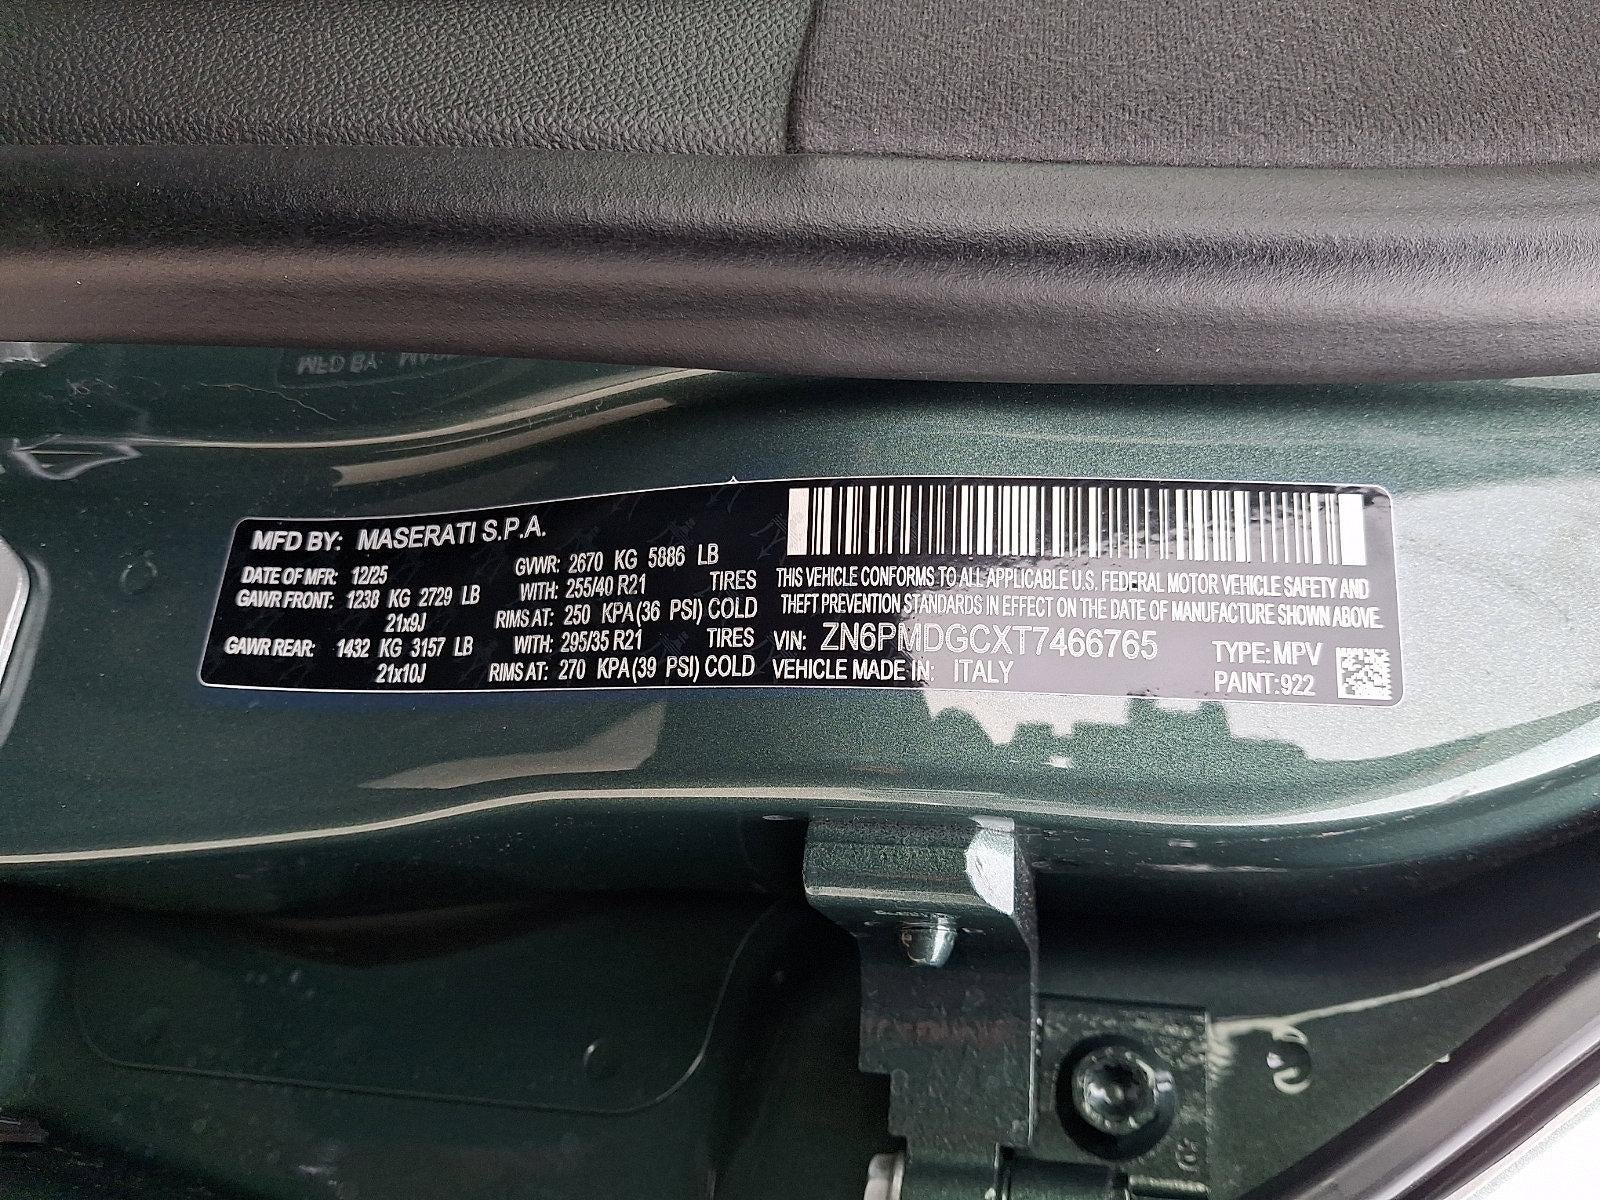 MFD BY: MASERATI S.P.A.
DATE OF MFR: 12/25 GVWR: 2670 KG 5886 LB
GAWR FRONT: 1238 KG 2729 LB WITH: 255/40 R21 TIRES
21x9J RIMS AT: 250 KPA(36 PSI) COLD
GAWR REAR: 1432 KG 3157 LB WITH: 295/35 R21 TIRES
21x10J RIMS AT: 270 KPA(39 PSI) COLD
THIS VEHICLE CONFORMS TO ALL APPLICABLE U.S. FEDERAL MOTOR VEHICLE SAFETY AND
THEFT PREVENTION STANDARDS IN EFFECT ON THE DATE OF MANUFACTURE SHOWN ABOVE.
VIN: ZN6PMDGCXT7466765 TYPE:MPV
VEHICLE MADE IN: ITALY PAINT:922